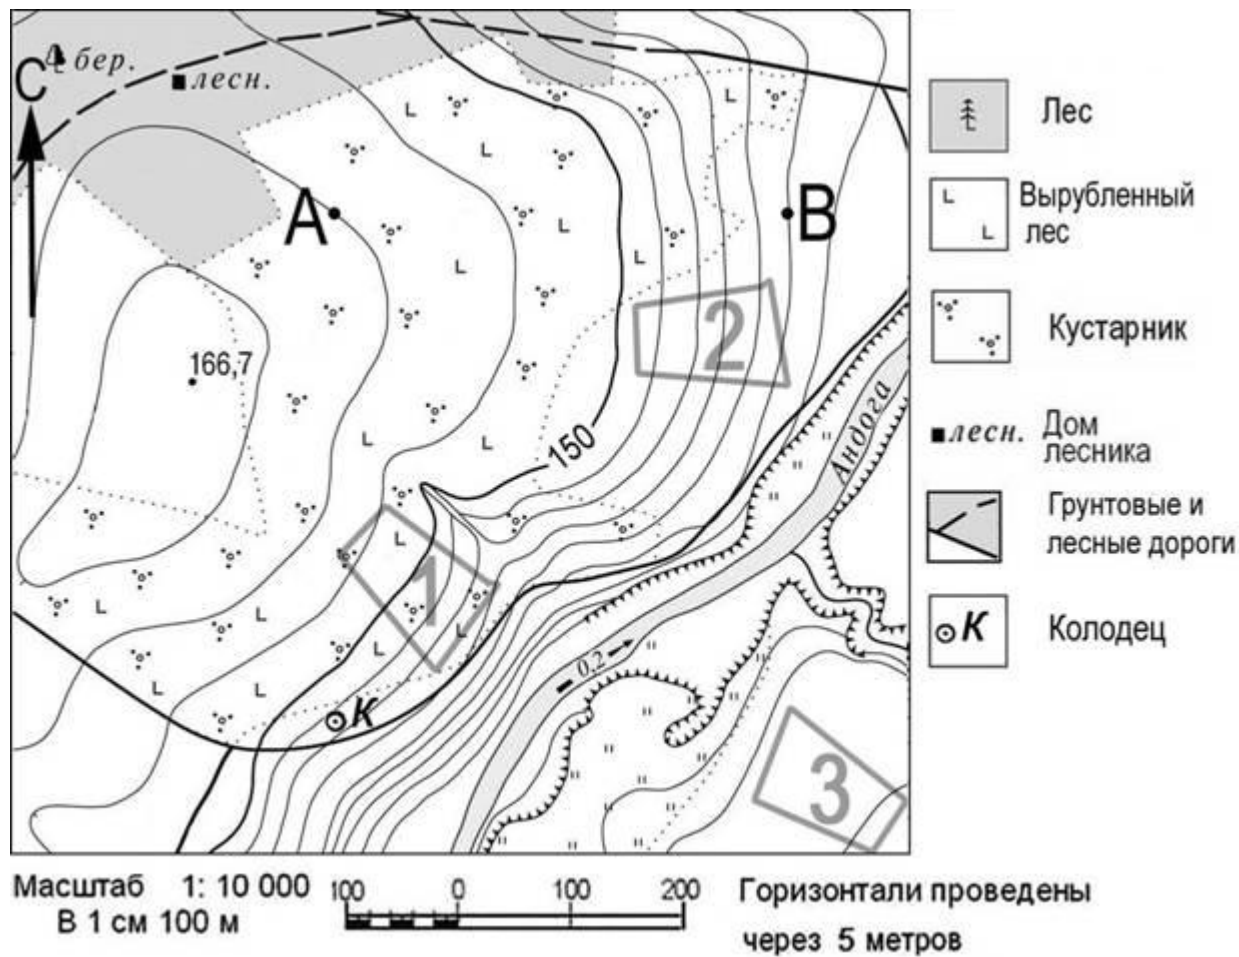 бер.
С
лесн.
А
В
166,7
2
150
Андога
1
0,2
К
3
Лес
Вырубленный
лес
Кустарник
лесн. Дом
лесника
Грунтовые и
лесные дороги
К Колодец
Масштаб 1: 10 000
В 1 см 100 м
100 0 100 200
Горизонтали проведены
через 5 метров